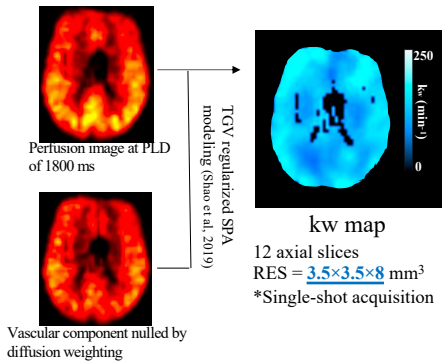 Perfusion image at PLD
of 1800 ms
TGV regularized SPA
modeling (Shao et al, 2019)
Vascular component nulled by
diffusion weighting
250
kw (min⁻¹)
0
kw map
12 axial slices
RES = 3.5×3.5×8 mm³
*Single-shot acquisition